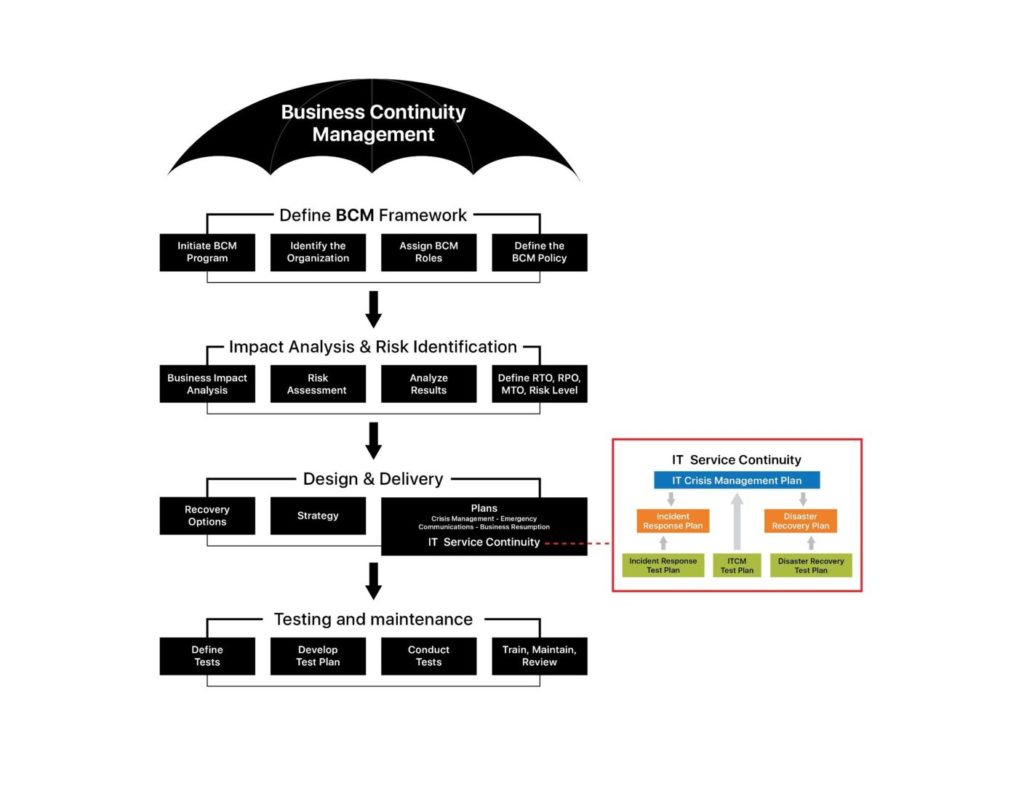 Business Continuity
Management
Define BCM Framework
Initiate BCM
Program
Identify the
Organization
Assign BCM
Roles
Define the
BCM Policy
Impact Analysis & Risk Identification
Business Impact
Analysis
Risk
Assessment
Analyze
Results
Define RTO, RPO,
MTO, Risk Level
Design & Delivery
Recovery
Options
Strategy
Plans
Crisis Management - Emergency
Communications - Business Resumption
IT Service Continuity
IT Service Continuity
IT Crisis Management Plan
Incident
Response Plan
Disaster
Recovery Plan
Incident Response
Test Plan
ITCM
Test Plan
Disaster Recovery
Test Plan
Testing and maintenance
Define
Tests
Develop
Test Plan
Conduct
Tests
Train, Maintain,
Review